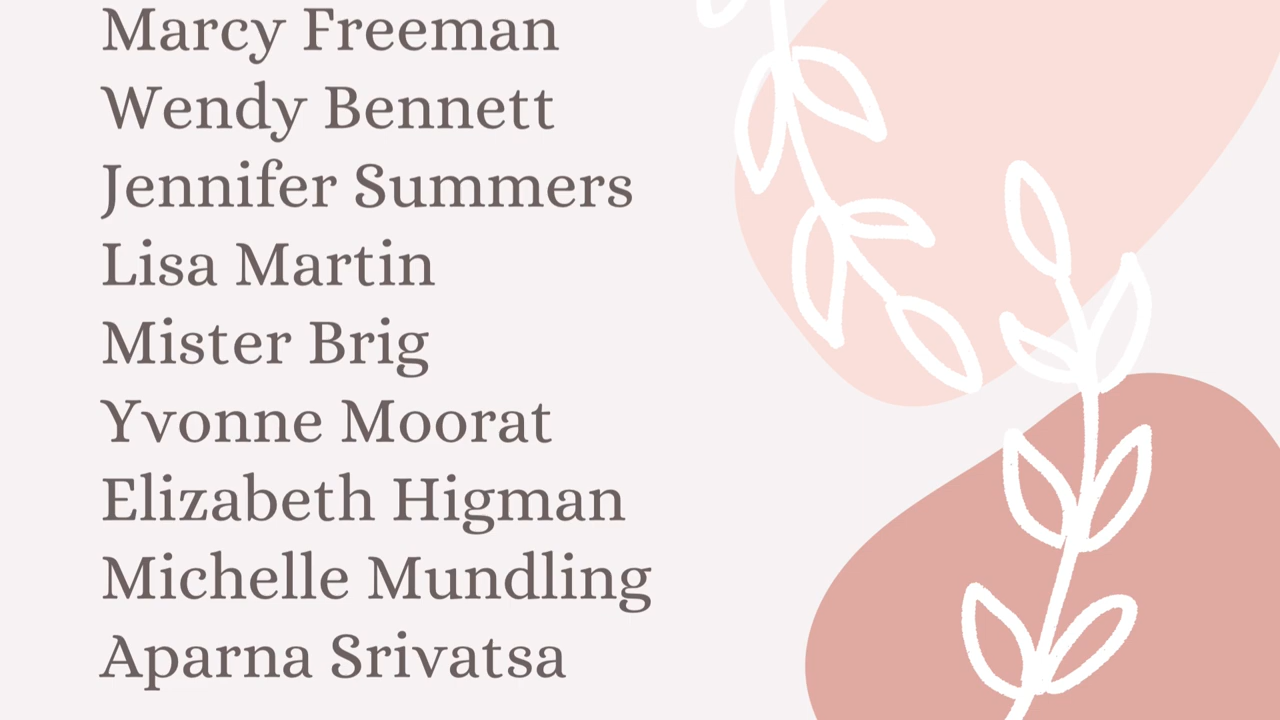 Marcy Freeman
Wendy Bennett
Jennifer Summers
Lisa Martin
Mister Brig
Yvonne Moorat
Elizabeth Higman
Michelle Mundling
Aparna Srivatsa